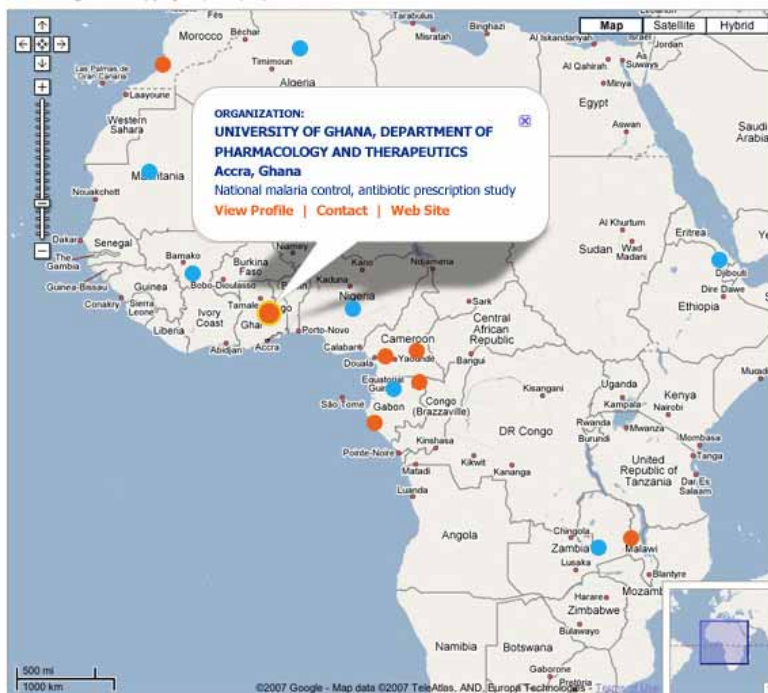 Map
Satellite
Hybrid
Fès
Morocco
Béchar
Tarabulus
Misratah
Binghazi
Al Iskandariyah
Israel
Jordan
Las Palmas de
Gran Canaria
Timimoun
Al Qahirah
As
Suways
Laayoune
Algeria
Minya
Western
Sahara
Egypt
Aswan
Saudi
Arabia
ORGANIZATION:
UNIVERSITY OF GHANA, DEPARTMENT OF
PHARMACOLOGY AND THERAPEUTICS
Accra, Ghana
National malaria control, antibiotic prescription study
View Profile | Contact | Web Site
Nouakchott
Dakar
Senegal
The
Gambia
Guinea-Bissau
Bamako
Burkina
Faso
Bobo-Dioulasso
Niamey
Kano
Ndjamena
Kaduna
Nigeria
Guinea
Conakry
Sierra
Leone
Liberia
Ivory
Coast
Tamale
Abidjan
Accra
Porto-Novo
Al Khurtum
Sudan
Wad
Madani
Eritrea
Djibouti
Dire Dawa
Ethiopia
Sark
Central
African
Republic
Cameroon
Calabar
Douala
Yaoundé
Bangui
Equatorial
São Tomé
Gabon
Congo
(Brazzaville)
Kisangani
Uganda
Kampala
Kenya
Nairobi
DR Congo
Rwanda
Burundi
Mwanza
Mombasa
Tanga
Pointe-Noire
Kinshasa
Matadi
Kikwit
Kananga
United
Republic of
Tanzania
Dar Es
Salaam
Luanda
Angola
Chingola
Zambia
Lusaka
Malawi
Blantyre
Harare
Zimbabwe
Bulawayo
Namibia
Botswana
Gaborone
Pretoria
500 mi
1000 km
©2007 Google - Map data ©2007 TeleAtlas, AND, Europa Technologies - Terms of Use